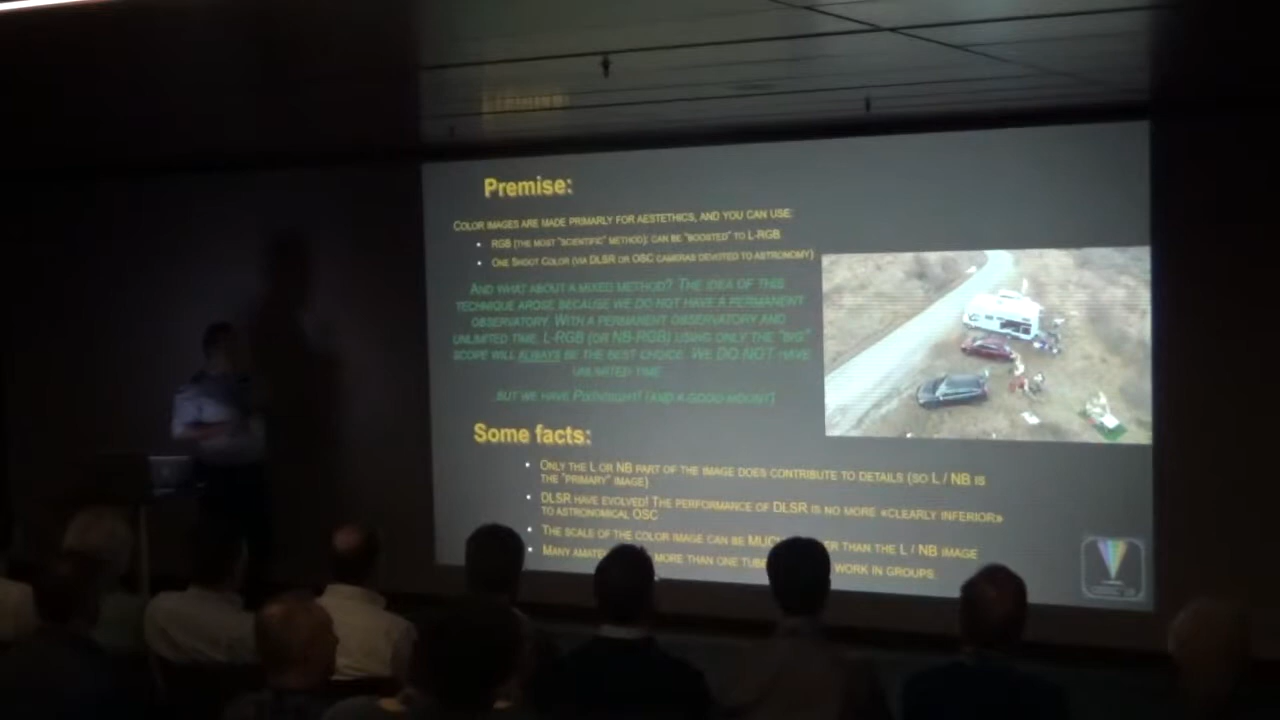 Premise:
COLOR IMAGES ARE MADE PRIMARLY FOR AESTETHICS, AND YOU CAN USE:
• RGB (THE MOST "SCIENTIFIC" METHOD): CAN BE "BOOSTED" TO L-RGB
• ONE SHOOT COLOR (VIA DLSR OR OSC CAMERAS DEVOTED TO ASTRONOMY)
AND WHAT ABOUT A MIXED METHOD? THE IDEA OF THIS
TECHNIQUE AROSE BECAUSE WE DO NOT HAVE A PERMANENT
OBSERVATORY. WITH A PERMANENT OBSERVATORY AND
UNLIMITED TIME, L-RGB (OR NB-RGB) USING ONLY THE "BIG"
SCOPE WILL ALWAYS BE THE BEST CHOICE. WE DO NOT HAVE
UNLIMITED TIME
..BUT WE HAVE PIXINSIGHT! (AND A GOOD MOUNT)
Some facts:
• ONLY THE L OR NB PART OF THE IMAGE DOES CONTRIBUTE TO DETAILS (SO L / NB IS
THE "PRIMARY" IMAGE)
• DLSR HAVE EVOLVED! THE PERFORMANCE OF DLSR IS NO MORE «CLEARLY INFERIOR»
TO ASTRONOMICAL OSC
• THE SCALE OF THE COLOR IMAGE CAN BE THAN THE L / NB IMAGE
• MANY MORE THAN ONE WORK IN GROUPS